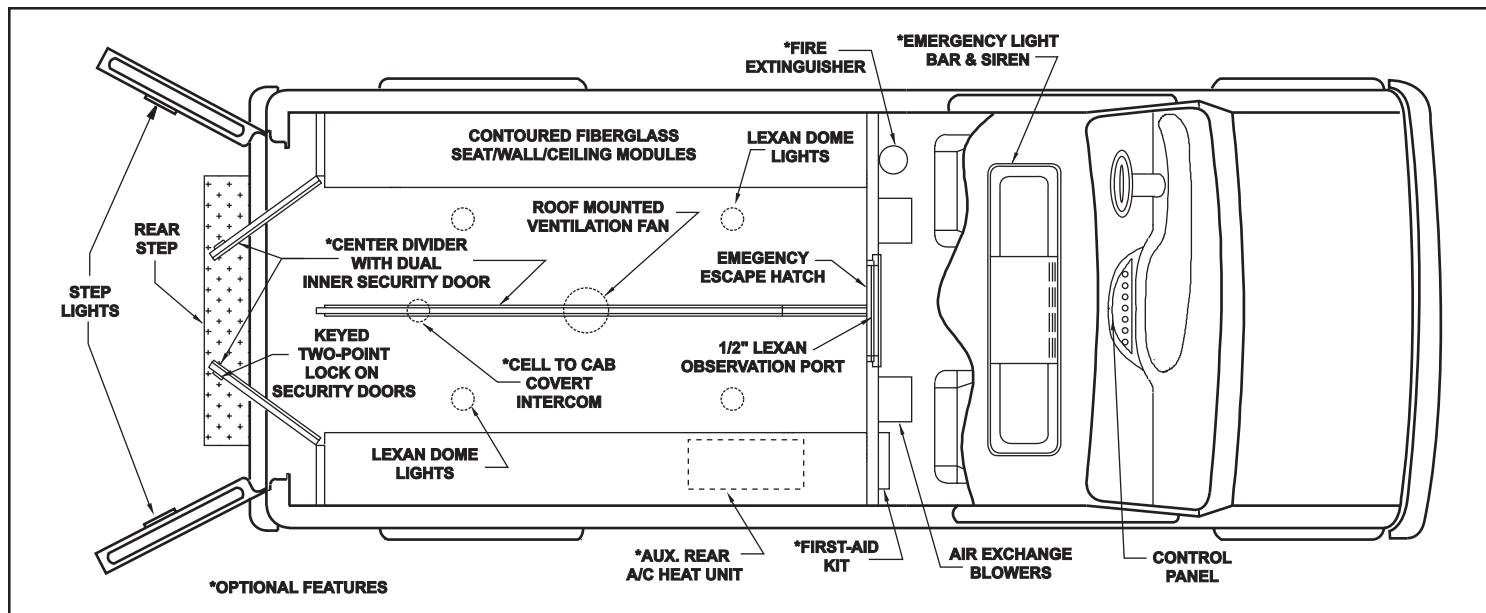 *FIRE
EXTINGUISHER
*EMERGENCY LIGHT
BAR & SIREN
CONTOURED FIBERGLASS
SEAT/WALL/CEILING MODULES
LEXAN DOME
LIGHTS
ROOF MOUNTED
VENTILATION FAN
REAR
STEP
*CENTER DIVIDER
WITH DUAL
INNER SECURITY DOOR
EMEGENCY
ESCAPE HATCH
STEP
LIGHTS
KEYED
TWO-POINT
LOCK ON
SECURITY DOORS
*CELL TO CAB
COVERT
INTERCOM
1/2" LEXAN
OBSERVATION PORT
LEXAN DOME
LIGHTS
*AUX. REAR
A/C HEAT UNIT
*FIRST-AID
KIT
AIR EXCHANGE
BLOWERS
CONTROL
PANEL
*OPTIONAL FEATURES